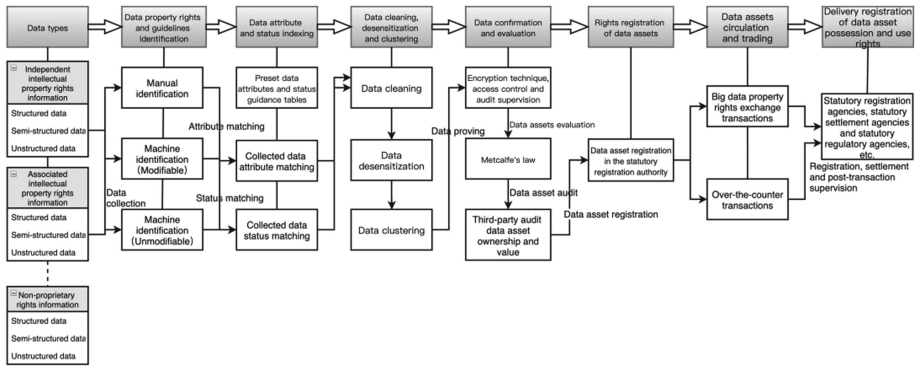 Data types
Data property rights
and guidelines
Identification
Data attribute
and status indexing
Data cleaning,
desensitization
and clustering
Data confirmation
and evaluation
Rights registration
of data assets
Data assets
circulation
and trading
Delivery registration
of data asset
possession and use
rights
Independent
intellectual
property rights
information
Structured data
Semi-structured data
Unstructured data
Associated
intellectual
property rights
information
Structured data
Semi-structured data
Unstructured data
Non-proprietary
rights information
Structured data
Semi-structured data
Unstructured data
Data
collection
Manual
identification
Machine
identification
(Modifiable)
Machine
identification
(Unmodifiable)
Attribute matching
Status matching
Preset data
attributes and status
guidance tables
Collected data
attribute matching
Collected data
status matching
Data cleaning
Data
desensitization
Data clustering
Data proving
Encryption technique,
access control and
audit supervision
Data assets evaluation
Metcalfe's law
Data asset audit
Third-party audit
data asset
ownership and
value
Data asset registration
Data asset registration
in the statutory
registration authority
Big data property
rights exchange
transactions
Over-the-counter
transactions
Statutory registration
agencies, statutory
settlement agencies
and statutory
regulatory agencies,
etc.
Registration, settlement
and post-transaction
supervision